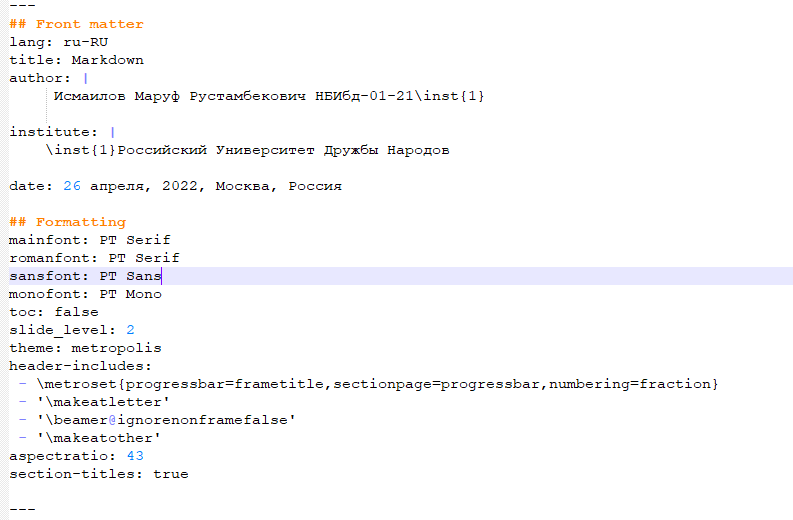 ---
## Front matter
lang: ru-RU
title: Markdown
author: |
Исмаилов Маруф Рустамбекович НБИбд-01-21\inst{1}
institute: |
\inst{1}Российский Университет Дружбы Народов
date: 26 апреля, 2022, Москва, Россия
## Formatting
mainfont: PT Serif
romanfont: PT Serif
sansfont: PT Sans
monofont: PT Mono
toc: false
slide_level: 2
theme: metropolis
header-includes:
- \metroset{progressbar=frametitle,sectionpage=progressbar,numbering=fraction}
- '\makeatletter'
- '\beamer@ignorenonframefalse'
- '\makeatother'
aspectratio: 43
section-titles: true
---